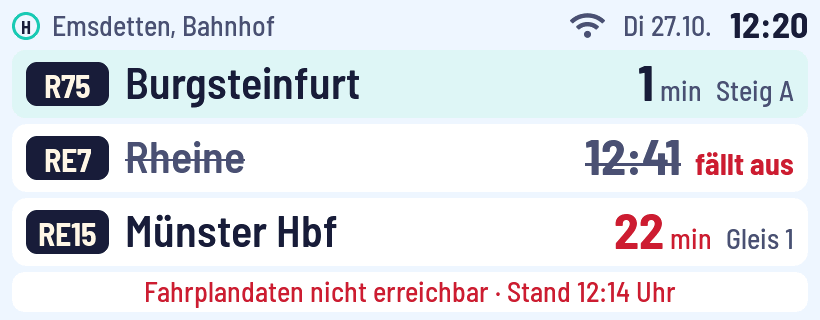 H Emsdetten, Bahnhof Di 27.10. 12:20
R75 Burgsteinfurt 1 min Steig A
RE7 Rheine 12:41 fällt aus
RE15 Münster Hbf 22 min Gleis 1
Fahrplandaten nicht erreichbar · Stand 12:14 Uhr